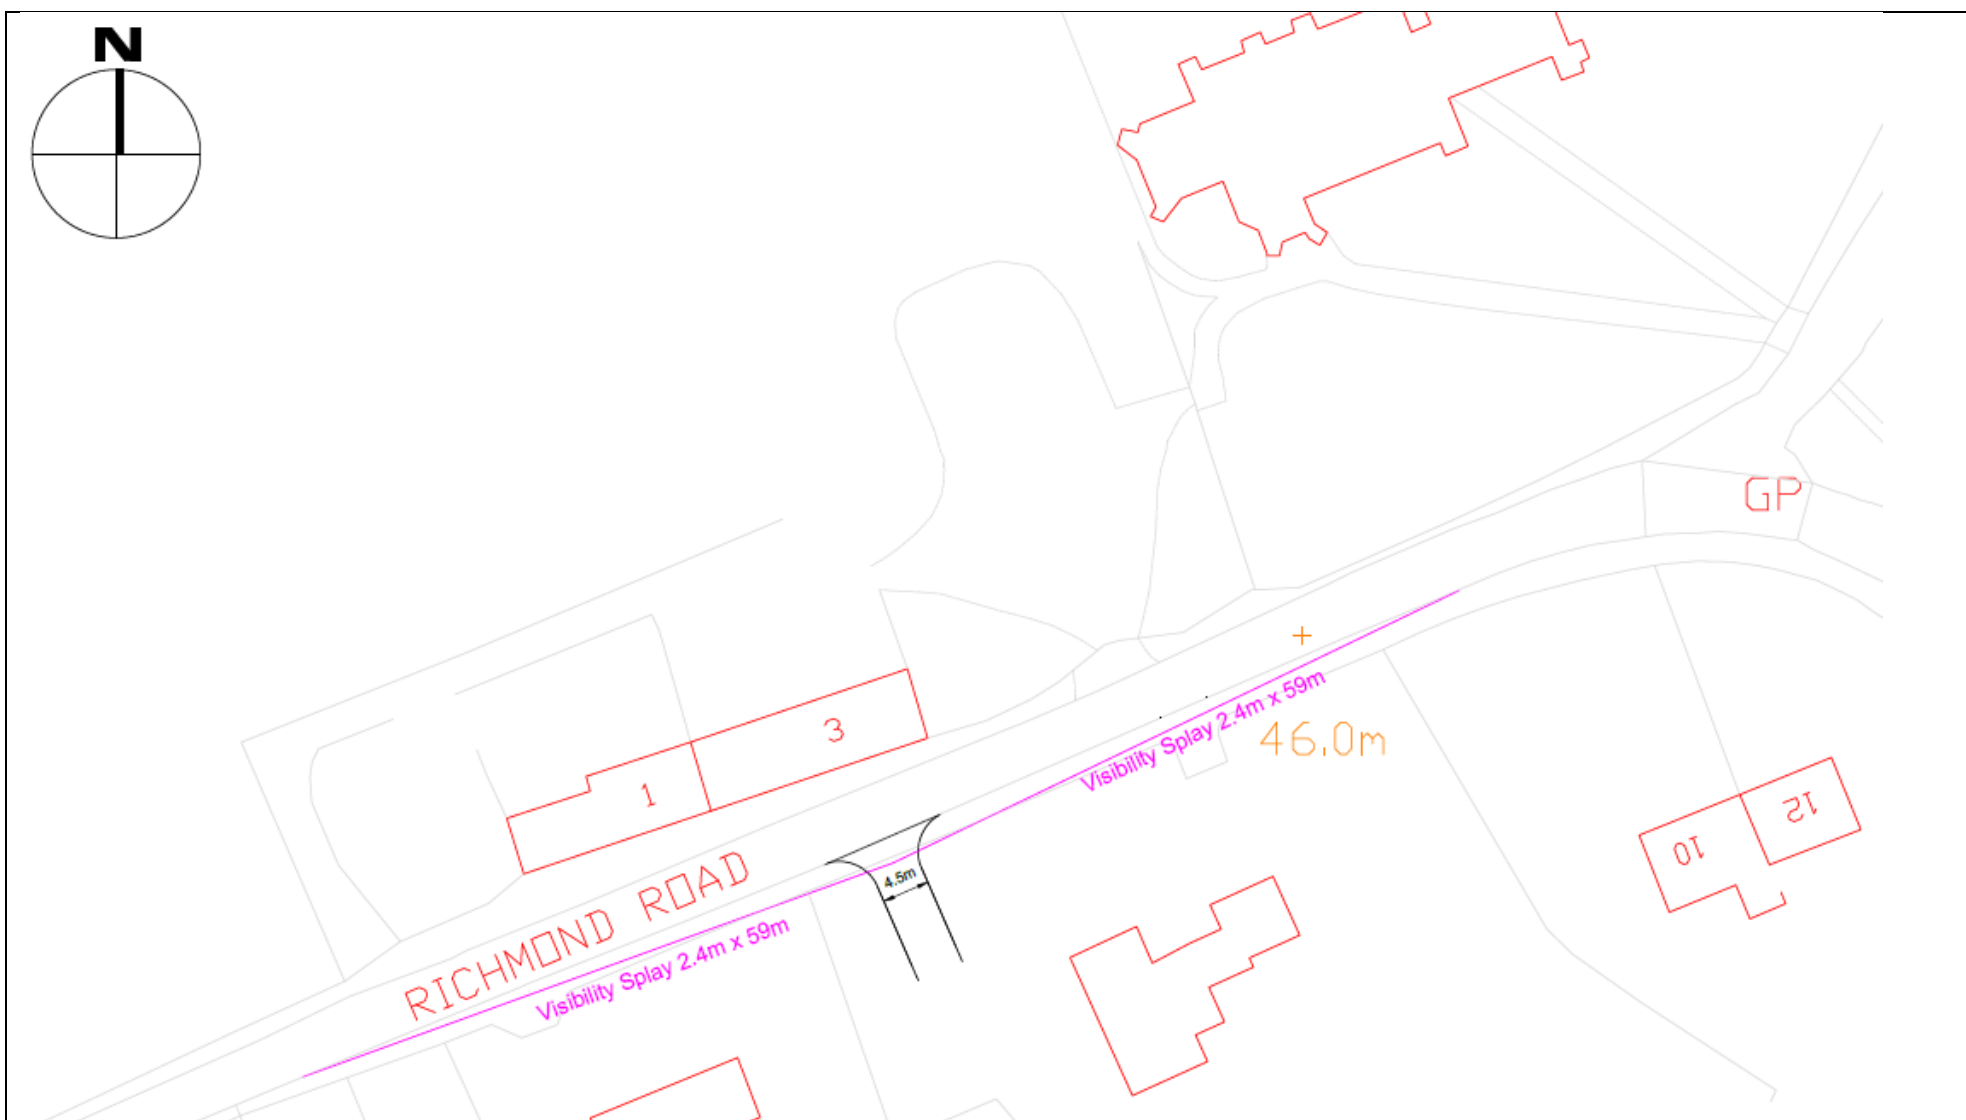 N
GP
Visibility Splay 2.4m x 59m
46.0m
3
1
12
10
4.5m
RICHMOND ROAD
Visibility Splay 2.4m x 59m